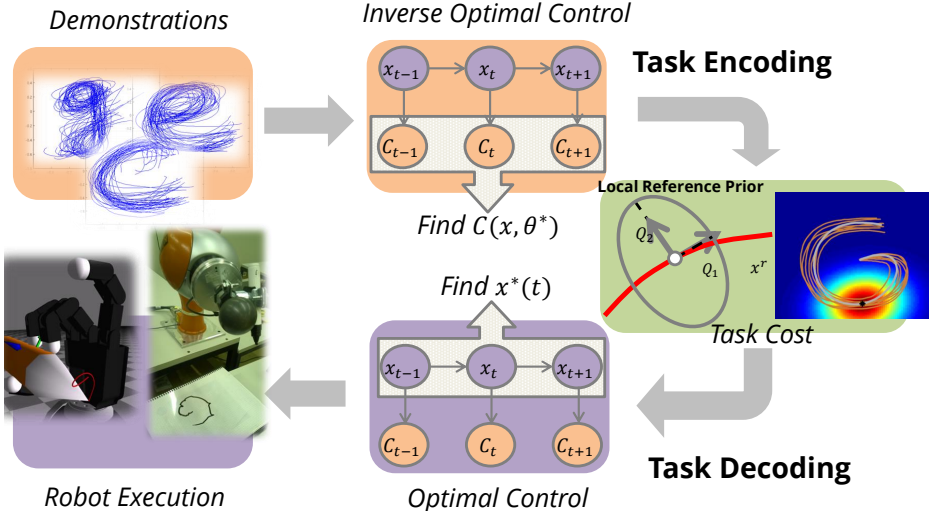 Demonstrations
Inverse Optimal Control
x_{t-1} x_t x_{t+1}
Task Encoding
C_{t-1} C_t C_{t+1}
Find C(x, θ*)
Local Reference Prior
Q_2
Q_1
x^r
Task Cost
Find x*(t)
x_{t-1} x_t x_{t+1}
C_{t-1} C_t C_{t+1}
Task Decoding
Robot Execution
Optimal Control